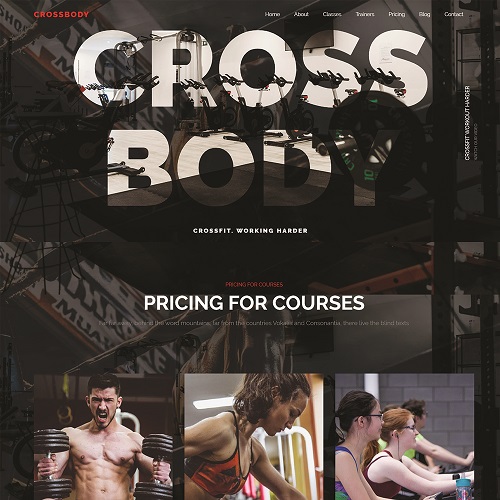 CROSSBODY
Home About Classes Trainers Pricing Blog Contact
CROSS
BODY
CROSSFIT WORKOUT HARDER
CROSSFIT. WORKING HARDER
PRICING FOR COURSES
PRICING FOR COURSES
Far far away, behind the word mountains, far from the countries Vokalia and Consonantia, there live the blind texts